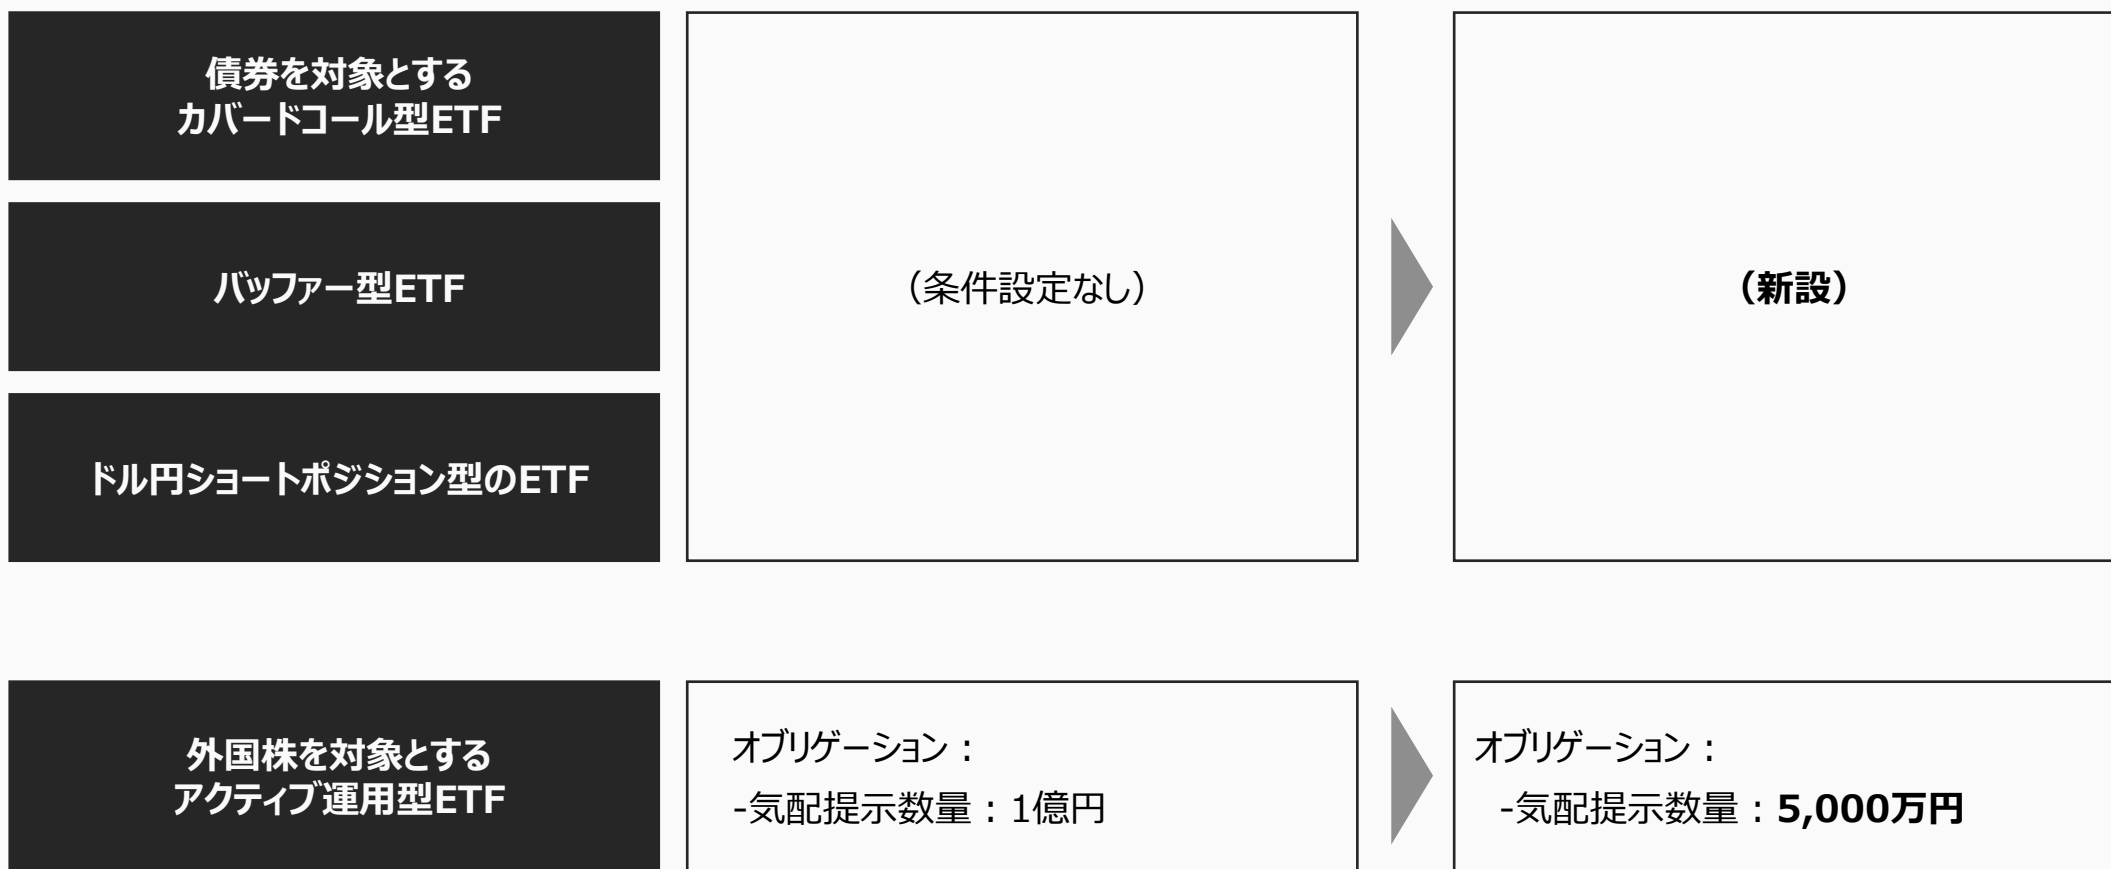 債券を対象とする
カバードコール型ETF
バッファー型ETF
ドル円ショートポジション型のETF
（条件設定なし）
（新設）
外国株を対象とする
アクティブ運用型ETF
オブリゲーション：
-気配提示数量：1億円
オブリゲーション：
-気配提示数量：5,000万円